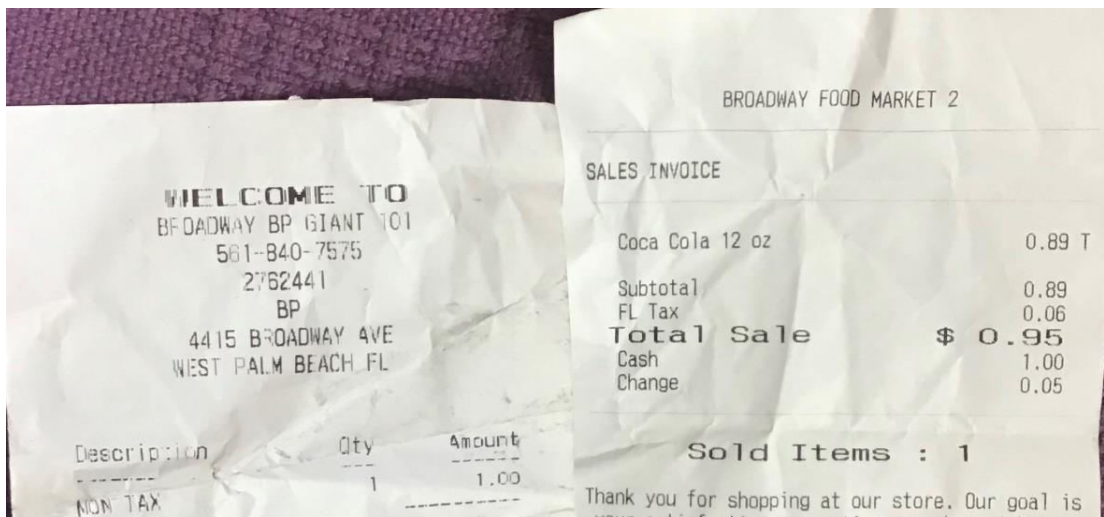 WELCOME TO
BROADWAY BP GIANT 101
561-840-7575
2762441
BP
4415 BROADWAY AVE
WEST PALM BEACH FL
Description Qty Amount
------- --- ------
NON TAX 1 1.00
----------
BROADWAY FOOD MARKET 2
SALES INVOICE
Coca Cola 12 oz 0.89 T
Subtotal 0.89
FL Tax 0.06
Total Sale $ 0.95
Cash 1.00
Change 0.05
Sold Items : 1
Thank you for shopping at our store. Our goal is